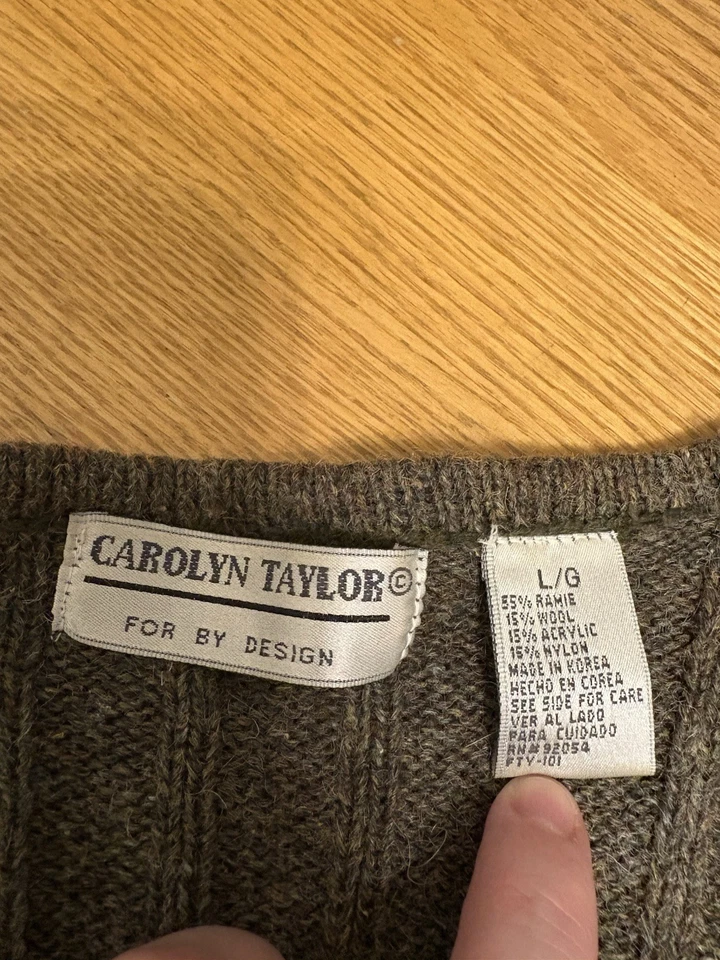 CAROLYN TAYLOR©
FOR BY DESIGN
L/G
55% RAMIE
15% WOOL
15% ACRYLIC
15% NYLON
MADE IN KOREA
HECHO EN COREA
SEE SIDE FOR CARE
VER AL LADO
PARA CUIDADO
RN# 92054
FTY-101